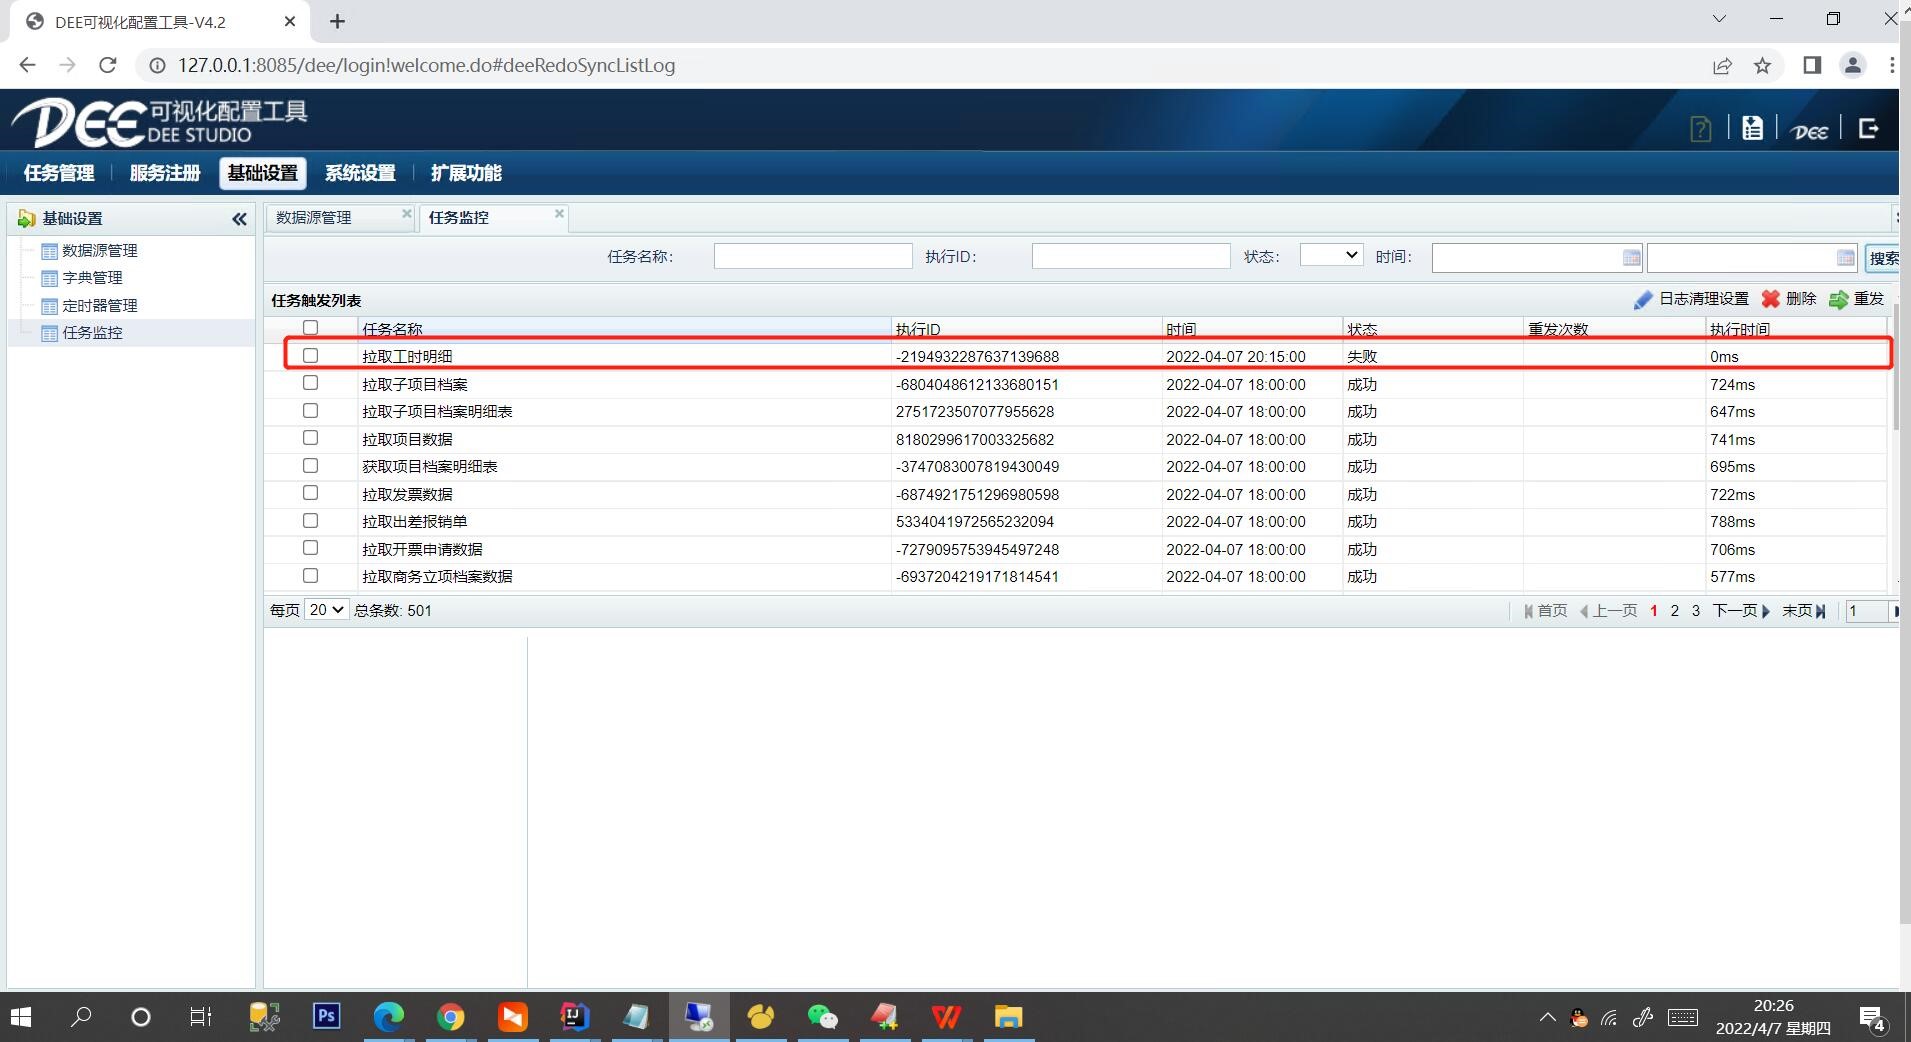 DEE可视化配置工具-V4.2
127.0.0.1:8085/dee/login!welcome.do#deeRedoSyncListLog
DEE 可视化配置工具
DEE STUDIO
DEE
任务管理 服务注册 基础设置 系统设置 扩展功能
基础设置
数据源管理
字典管理
定时器管理
任务监控
数据源管理 任务监控
任务名称: 执行ID: 状态: 时间: 搜索
任务触发列表 日志清理设置 删除 重发
任务名称 执行ID 时间 状态 重发次数 执行时间
拉取工时明细 -2194932287637139688 2022-04-07 20:15:00 失败 0ms
拉取子项目档案 -6804048612133680151 2022-04-07 18:00:00 成功 724ms
拉取子项目档案明细表 2751723507077955628 2022-04-07 18:00:00 成功 647ms
拉取项目数据 8180299617003325682 2022-04-07 18:00:00 成功 741ms
获取项目档案明细表 -3747083007819430049 2022-04-07 18:00:00 成功 695ms
拉取发票数据 -6874921751296980598 2022-04-07 18:00:00 成功 722ms
拉取出差报销单 5334041972565232094 2022-04-07 18:00:00 成功 788ms
拉取开票申请数据 -7279095753945497248 2022-04-07 18:00:00 成功 706ms
拉取商务立项档案数据 -6937204219171814541 2022-04-07 18:00:00 成功 577ms
每页 20 总条数: 501 首页 上一页 1 2 3 下一页 末页 1
Ps
IJ
20:26
2022/4/7 星期四
4